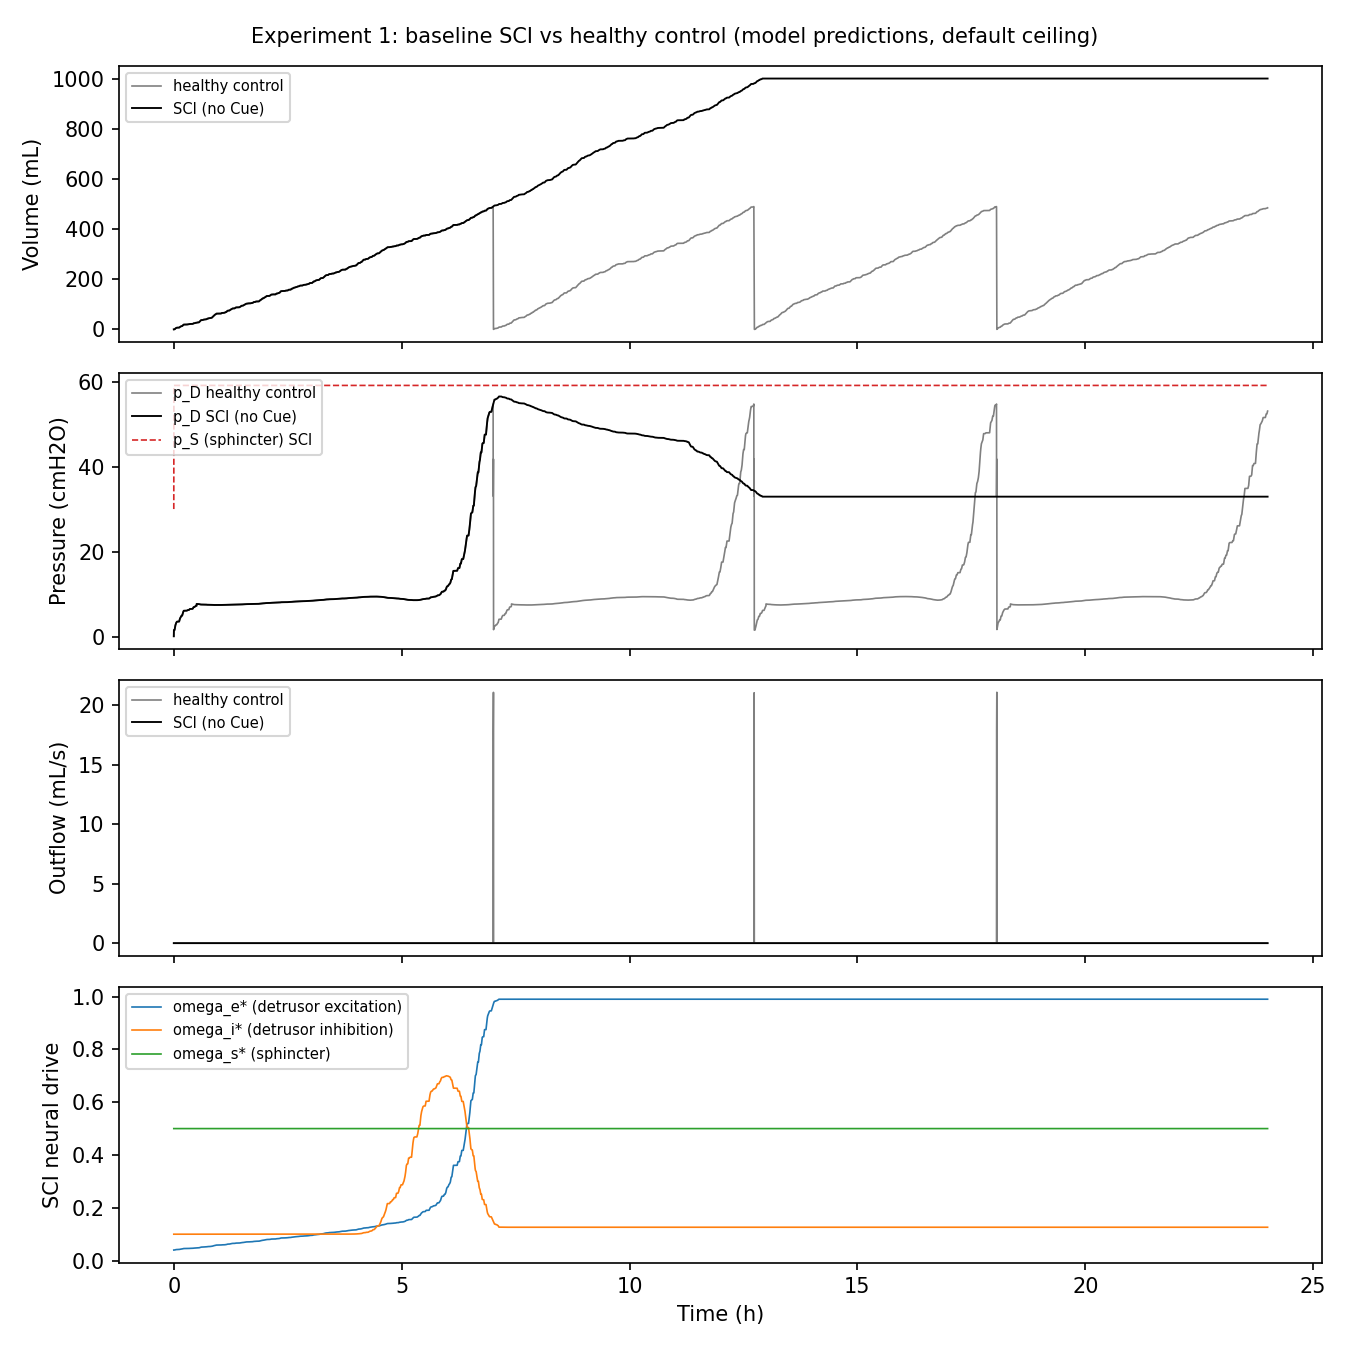 Experiment 1: baseline SCI vs healthy control (model predictions, default ceiling)
Volume (mL)
1000
800
600
400
200
0
healthy control
SCI (no Cue)
Pressure (cmH2O)
60
40
20
0
p_D healthy control
p_D SCI (no Cue)
p_S (sphincter) SCI
Outflow (mL/s)
20
15
10
5
0
healthy control
SCI (no Cue)
SCI neural drive
1.0
0.8
0.6
0.4
0.2
0.0
omega_e* (detrusor excitation)
omega_i* (detrusor inhibition)
omega_s* (sphincter)
0 5 10 15 20 25
Time (h)